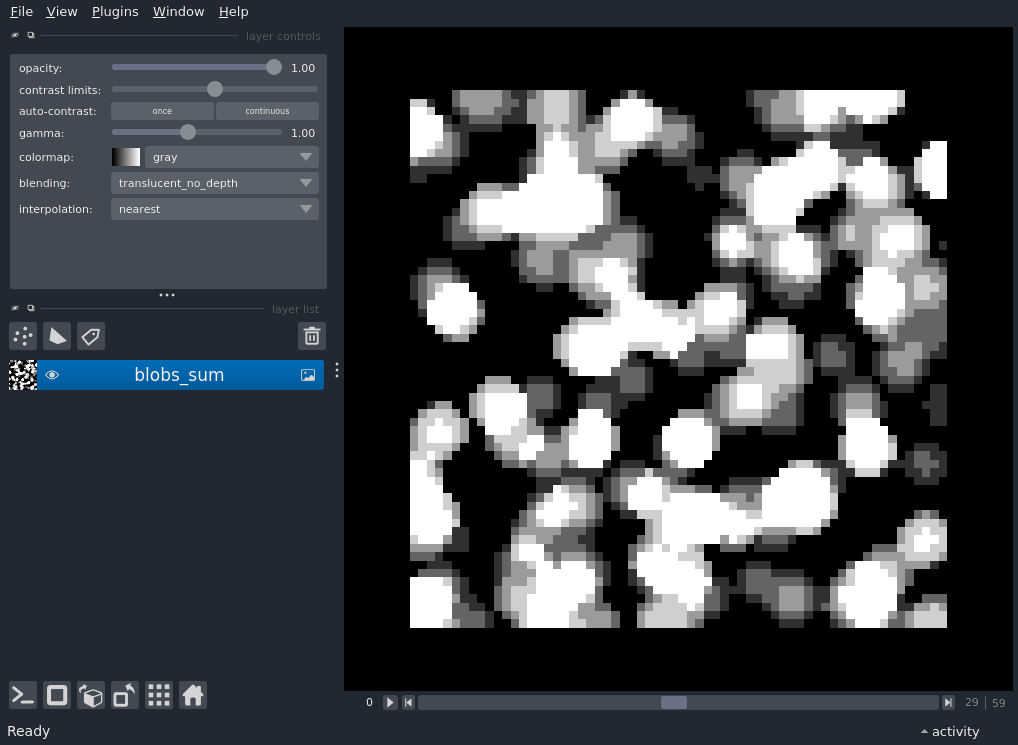 File View Plugins Window Help
layer controls
opacity: 1.00
contrast limits:
auto-contrast: once continuous
gamma: 1.00
colormap: gray
blending: translucent_no_depth
interpolation: nearest
layer list
blobs_sum
0 29 | 59
Ready activity